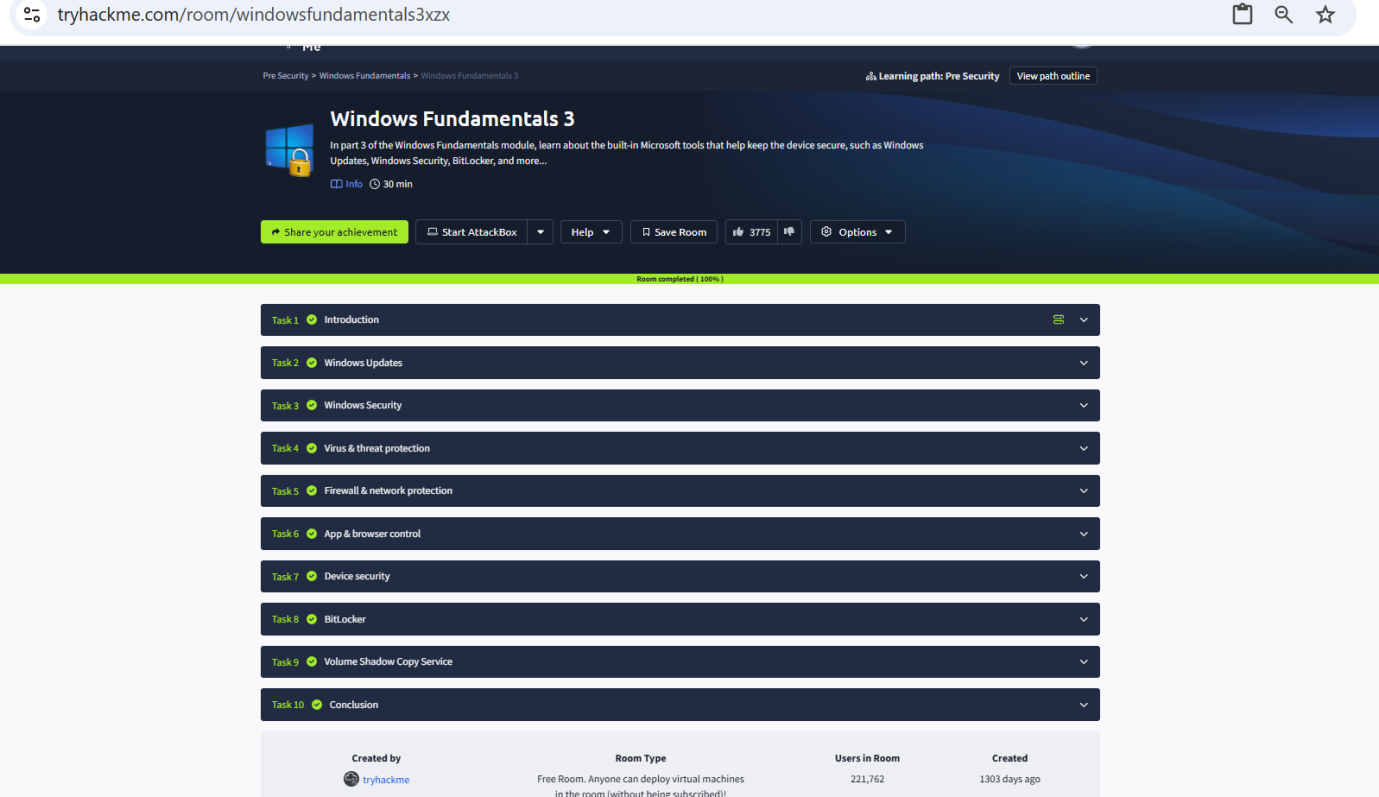 tryhackme.com/room/windowsfundamentals3xzx
Me
Pre Security > Windows Fundamentals > Windows Fundamentals 3
Learning path: Pre Security View path outline
Windows Fundamentals 3
In part 3 of the Windows Fundamentals module, learn about the built-in Microsoft tools that help keep the device secure, such as Windows
Updates, Windows Security, BitLocker, and more...
Info 30 min
Share your achievement Start AttackBox Help Save Room 3775 Options
Room completed ( 100% )
Task 1 Introduction
Task 2 Windows Updates
Task 3 Windows Security
Task 4 Virus & threat protection
Task 5 Firewall & network protection
Task 6 App & browser control
Task 7 Device security
Task 8 BitLocker
Task 9 Volume Shadow Copy Service
Task 10 Conclusion
Created by Room Type Users in Room Created
tryhackme Free Room. Anyone can deploy virtual machines 221,762 1303 days ago
in the room (without being subscribed)!